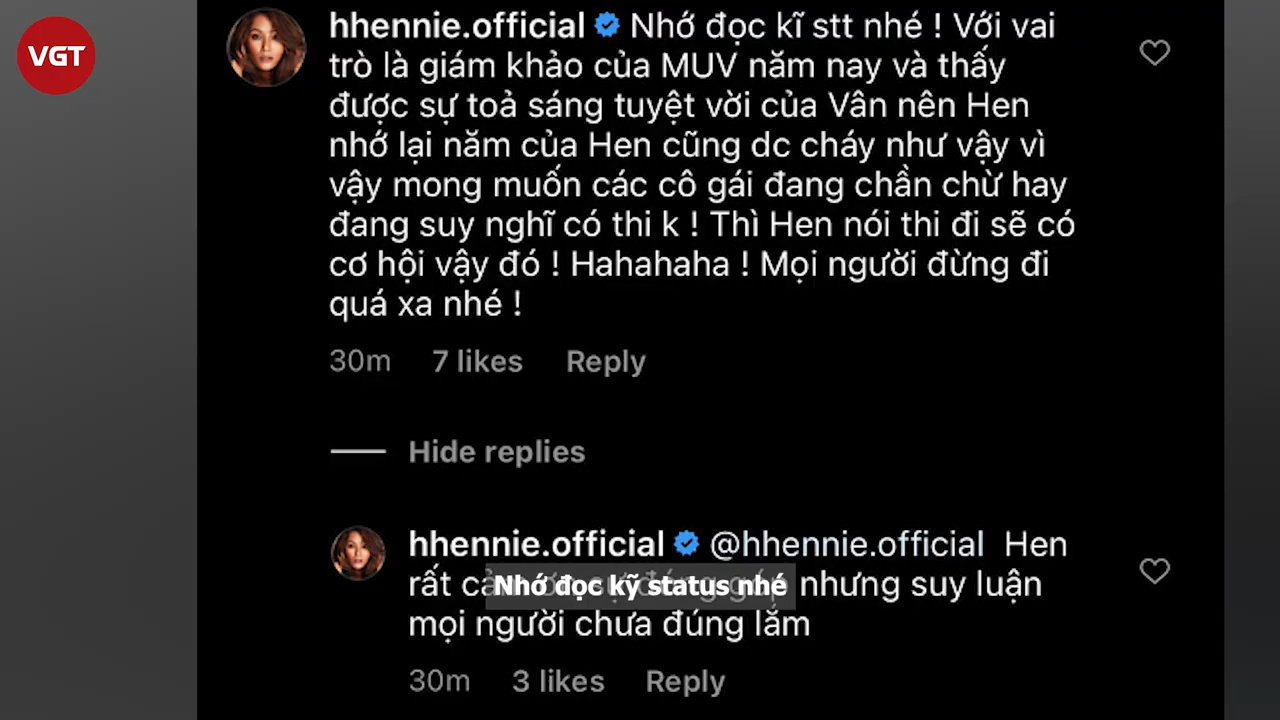 VGT
hhennie.official Nhớ đọc kĩ stt nhé ! Với vai
trò là giám khảo của MUV năm nay và thấy
được sự toả sáng tuyệt vời của Vân nên Hen
nhớ lại năm của Hen cũng dc cháy như vậy vì
vậy mong muốn các cô gái đang chần chừ hay
đang suy nghĩ có thi k ! Thì Hen nói thi đi sẽ có
cơ hội vậy đó ! Hahahaha ! Mọi người đừng đi
quá xa nhé !
30m 7 likes Reply
Hide replies
hhennie.official @hhennie.official Hen
rất nhưng suy luận
Nhớ đọc kỹ status nhé
mọi người chưa đúng lắm
30m 3 likes Reply